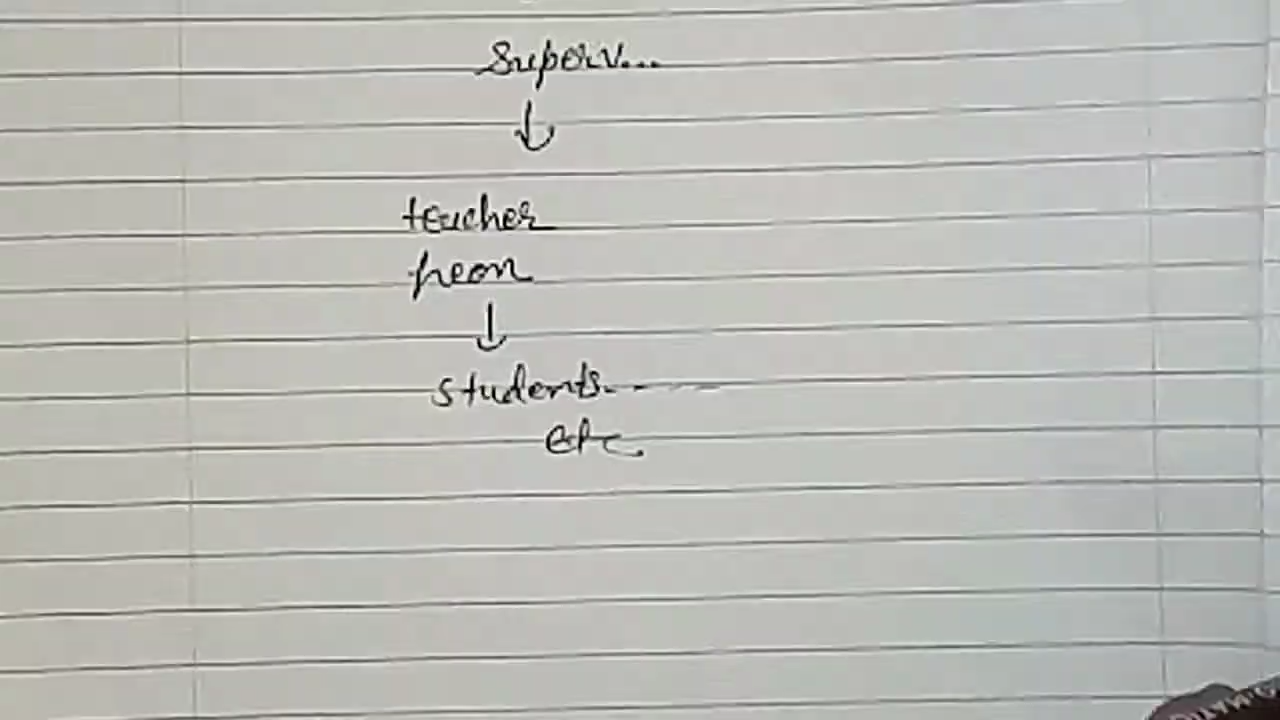 Superv...
↓
teacher
peon
↓
students.-----
etc.